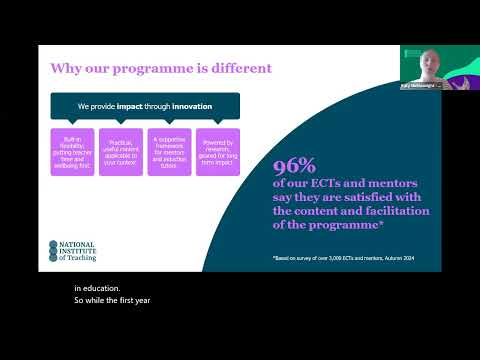 Why our programme is different
We provide impact through innovation
Built-in
flexibility,
putting teacher
time and
wellbeing first
Practical,
useful content
applicable to
your context
A supportive
framework for
mentors and
induction
tutors
Powered by
research,
geared for long
term impact
96%
of our ECTs and mentors
say they are satisfied with
the content and facilitation
of the programme*
*Based on survey of over 3,000 ECTs and mentors, Autumn 2024
NATIONAL
INSTITUTE
of Teaching
in education.
So while the first year